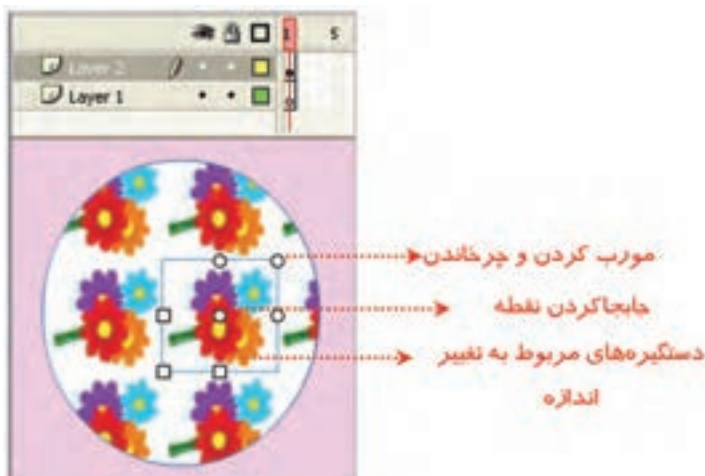 1 5
Layer 2
Layer 1
مورب کردن و چرخاندن
جابجاکردن نقطه
دستگیره‌های مربوط به تغییر
اندازه